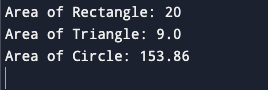 Area of Rectangle: 20
Area of Triangle: 9.0
Area of Circle: 153.86